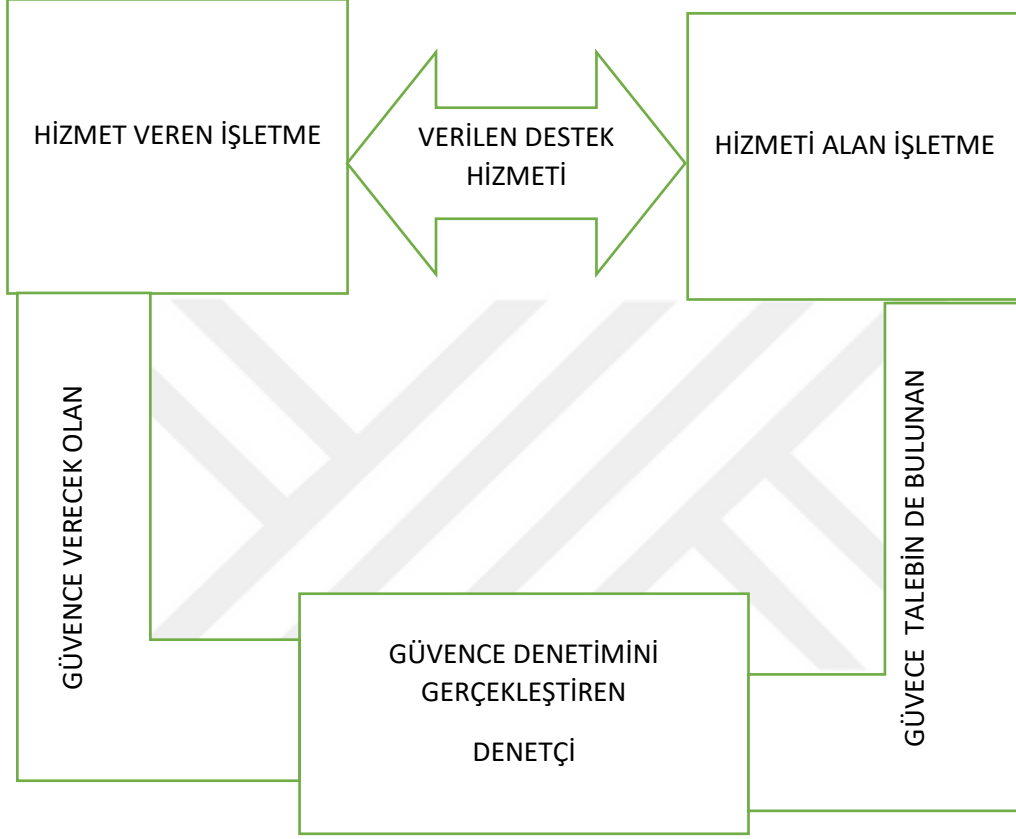 HİZMET VEREN İŞLETME
VERİLEN DESTEK
HİZMETİ
HİZMETİ ALAN İŞLETME
GÜVENCE VERECEK OLAN
GÜVENCE DENETİMİNİ
GERÇEKLEŞTİREN
DENETÇİ
GÜVECE TALEBİN DE BULUNAN